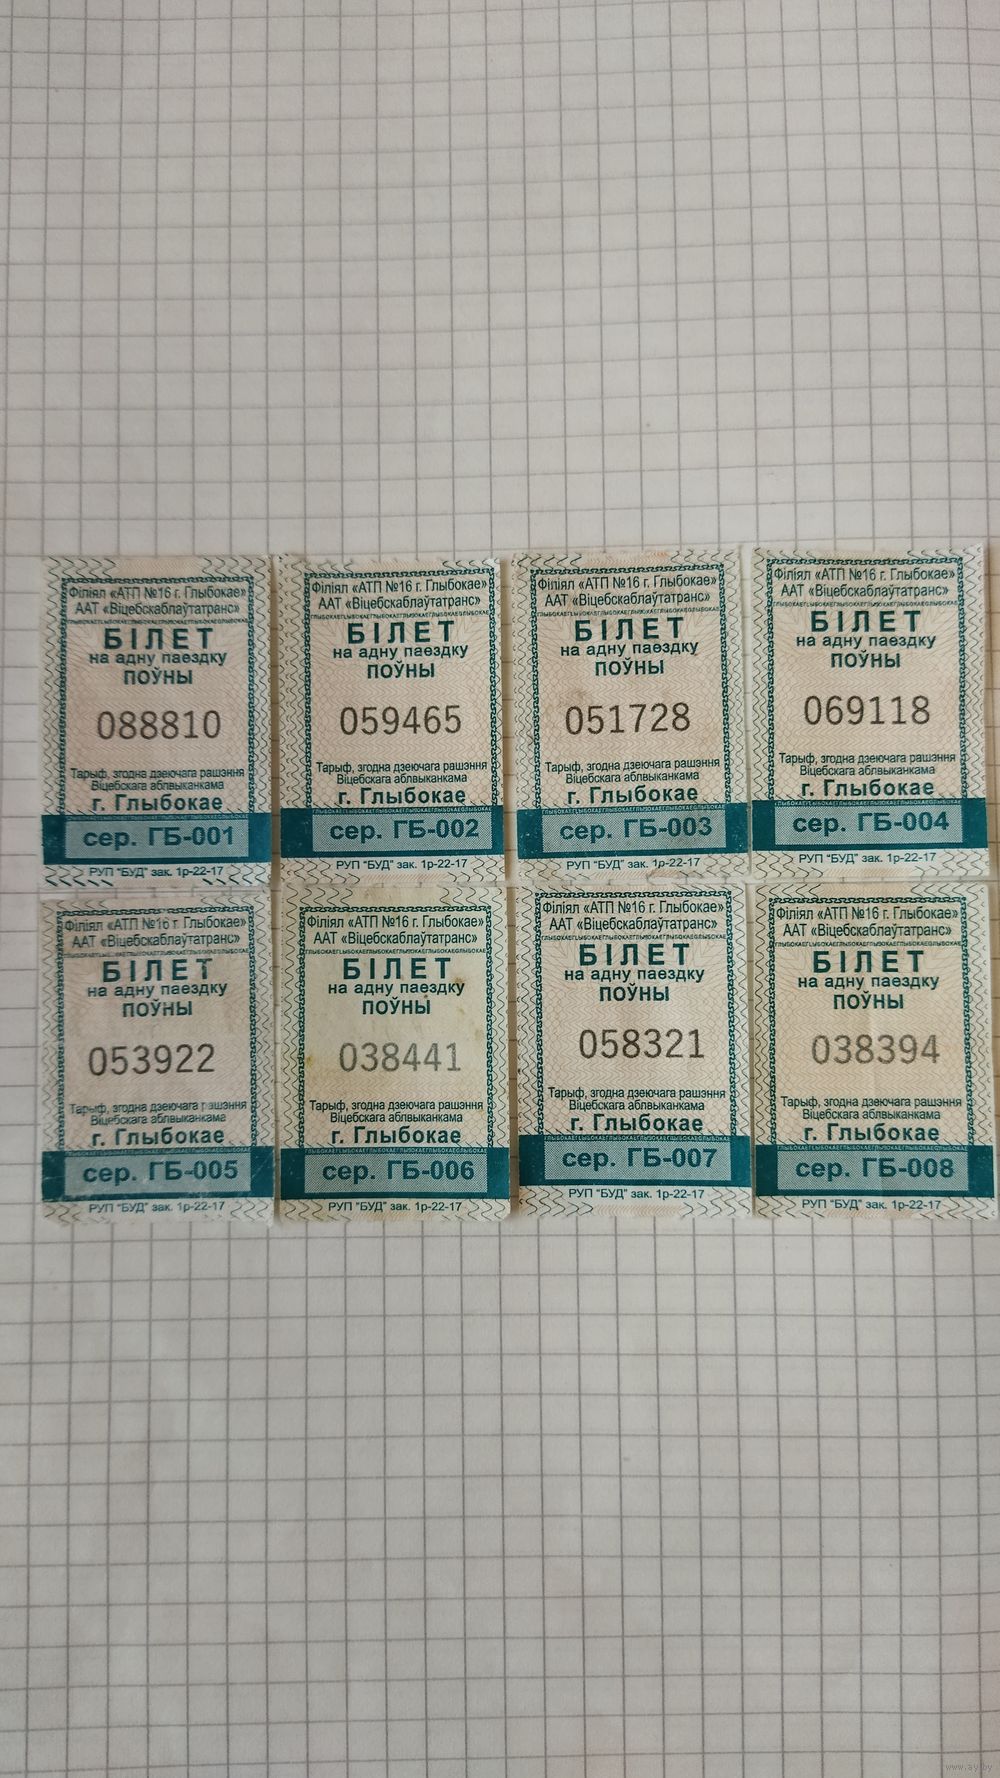 Філіял «АТП №16 г. Глыбокае»
ААТ «Віцебскаблаўтатранс»
БІЛЕТ
на адну паездку
ПОЎНЫ
088810
Тарыф, згодна дзеючага рашэння
Віцебскага аблвыканкама
г. Глыбокае
сер. ГБ-001
РУП "БУД" зак. 1р-22-17
Філіял «АТП №16 г. Глыбокае»
ААТ «Віцебскаблаўтатранс»
БІЛЕТ
на адну паездку
ПОЎНЫ
059465
Тарыф, згодна дзеючага рашэння
Віцебскага аблвыканкама
г. Глыбокае
сер. ГБ-002
РУП "БУД" зак. 1р-22-17
Філіял «АТП №16 г. Глыбокае»
ААТ «Віцебскаблаўтатранс»
БІЛЕТ
на адну паездку
ПОЎНЫ
051728
Тарыф, згодна дзеючага рашэння
Віцебскага аблвыканкама
г. Глыбокае
сер. ГБ-003
РУП "БУД" зак. 1р-22-17
Філіял «АТП №16 г. Глыбокае»
ААТ «Віцебскаблаўтатранс»
БІЛЕТ
на адну паездку
ПОЎНЫ
069118
Тарыф, згодна дзеючага рашэння
Віцебскага аблвыканкама
г. Глыбокае
сер. ГБ-004
РУП "БУД" зак. 1р-22-17
Філіял «АТП №16 г. Глыбокае»
ААТ «Віцебскаблаўтатранс»
БІЛЕТ
на адну паездку
ПОЎНЫ
053922
Тарыф, згодна дзеючага рашэння
Віцебскага аблвыканкама
г. Глыбокае
сер. ГБ-005
РУП "БУД" зак. 1р-22-17
Філіял «АТП №16 г. Глыбокае»
ААТ «Віцебскаблаўтатранс»
БІЛЕТ
на адну паездку
ПОЎНЫ
038441
Тарыф, згодна дзеючага рашэння
Віцебскага аблвыканкама
г. Глыбокае
сер. ГБ-006
РУП "БУД" зак. 1р-22-17
Філіял «АТП №16 г. Глыбокае»
ААТ «Віцебскаблаўтатранс»
БІЛЕТ
на адну паездку
ПОЎНЫ
058321
Тарыф, згодна дзеючага рашэння
Віцебскага аблвыканкама
г. Глыбокае
сер. ГБ-007
РУП "БУД" зак. 1р-22-17
Філіял «АТП №16 г. Глыбокае»
ААТ «Віцебскаблаўтатранс»
БІЛЕТ
на адну паездку
ПОЎНЫ
038394
Тарыф, згодна дзеючага рашэння
Віцебскага аблвыканкама
г. Глыбокае
сер. ГБ-008
РУП "БУД" зак. 1р-22-17
www.ay.by